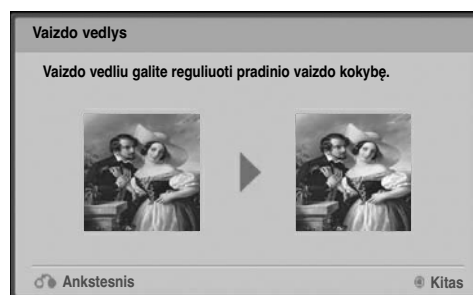 Vaizdo vedlys
Vaizdo vedliu galite reguliuoti pradinio vaizdo kokybę.
Ankstesnis
Kitas